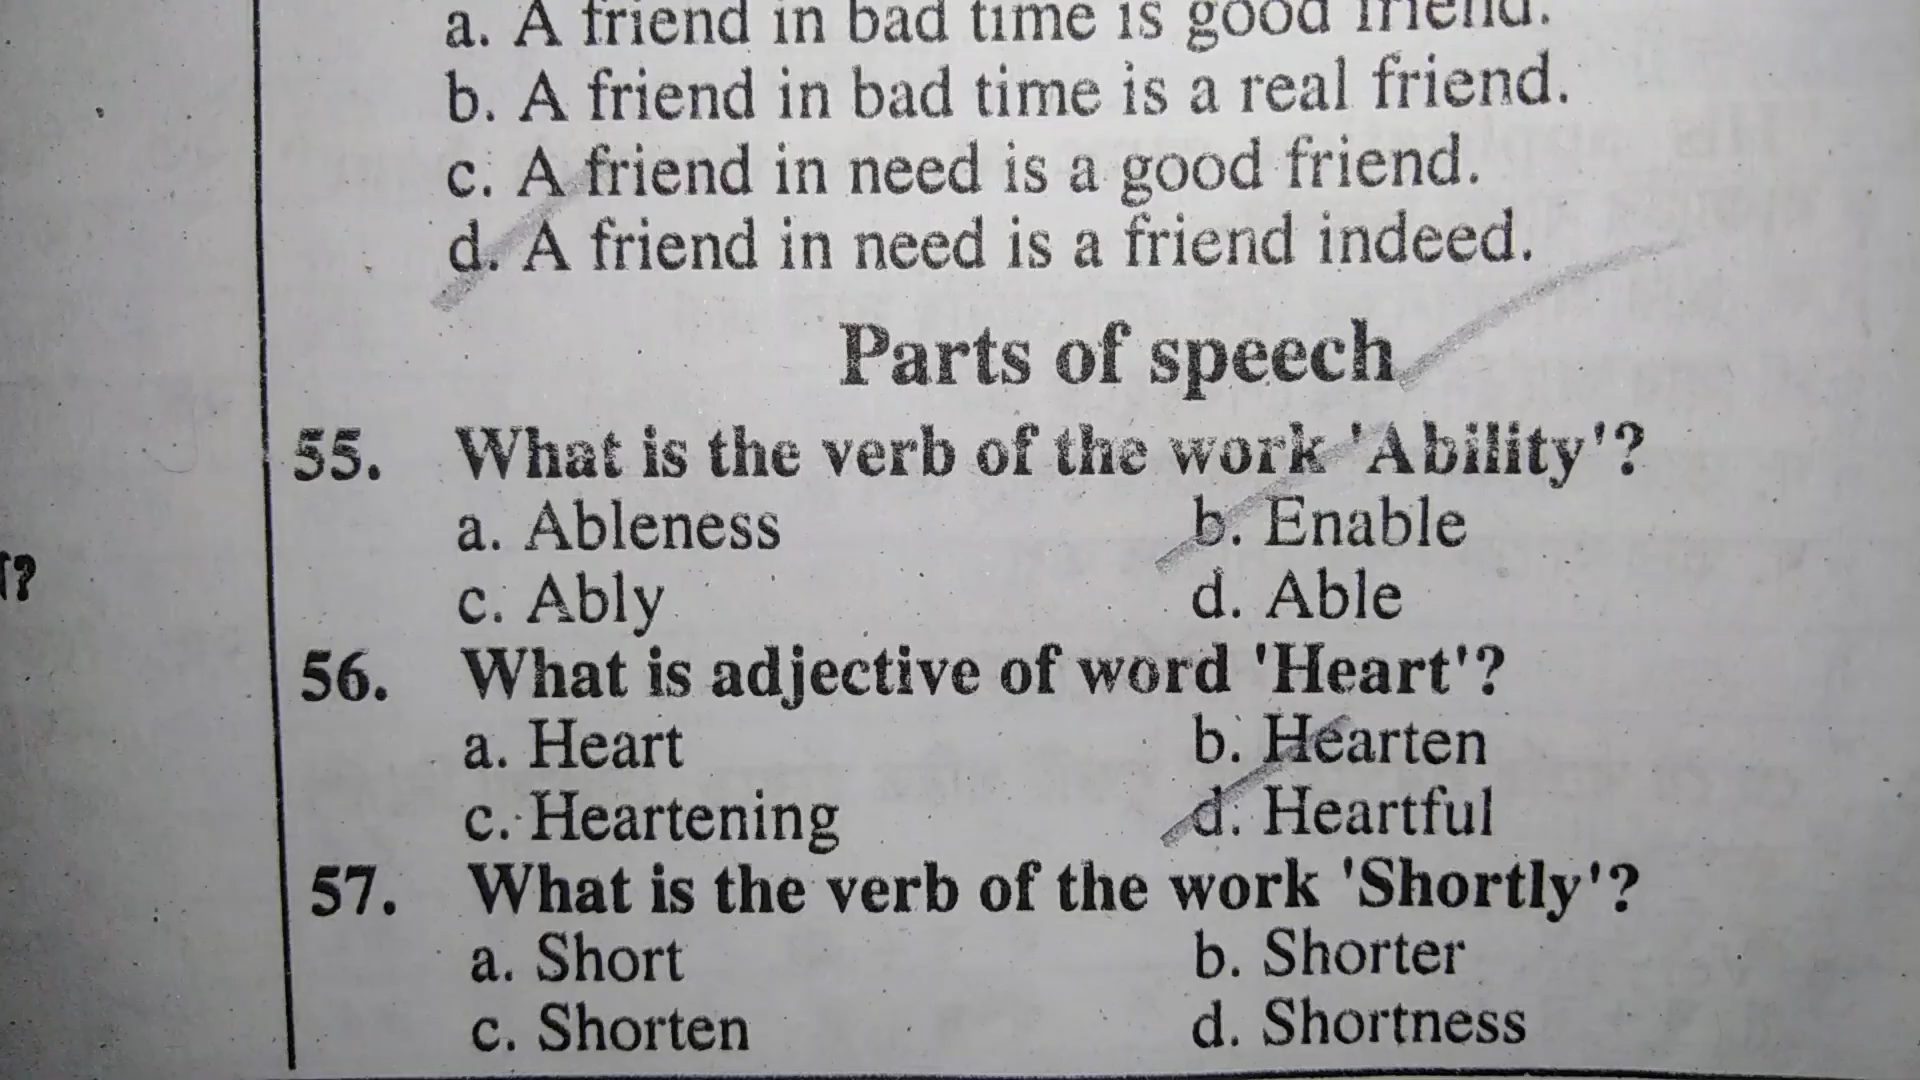 a. A friend in bad time is good friend.
b. A friend in bad time is a real friend.
c. A friend in need is a good friend.
d. A friend in need is a friend indeed.
Parts of speech
55. What is the verb of the work 'Ability'?
a. Ableness b. Enable
c. Ably d. Able
56. What is adjective of word 'Heart'?
a. Heart b. Hearten
c. Heartening d. Heartful
57. What is the verb of the work 'Shortly'?
a. Short b. Shorter
c. Shorten d. Shortness